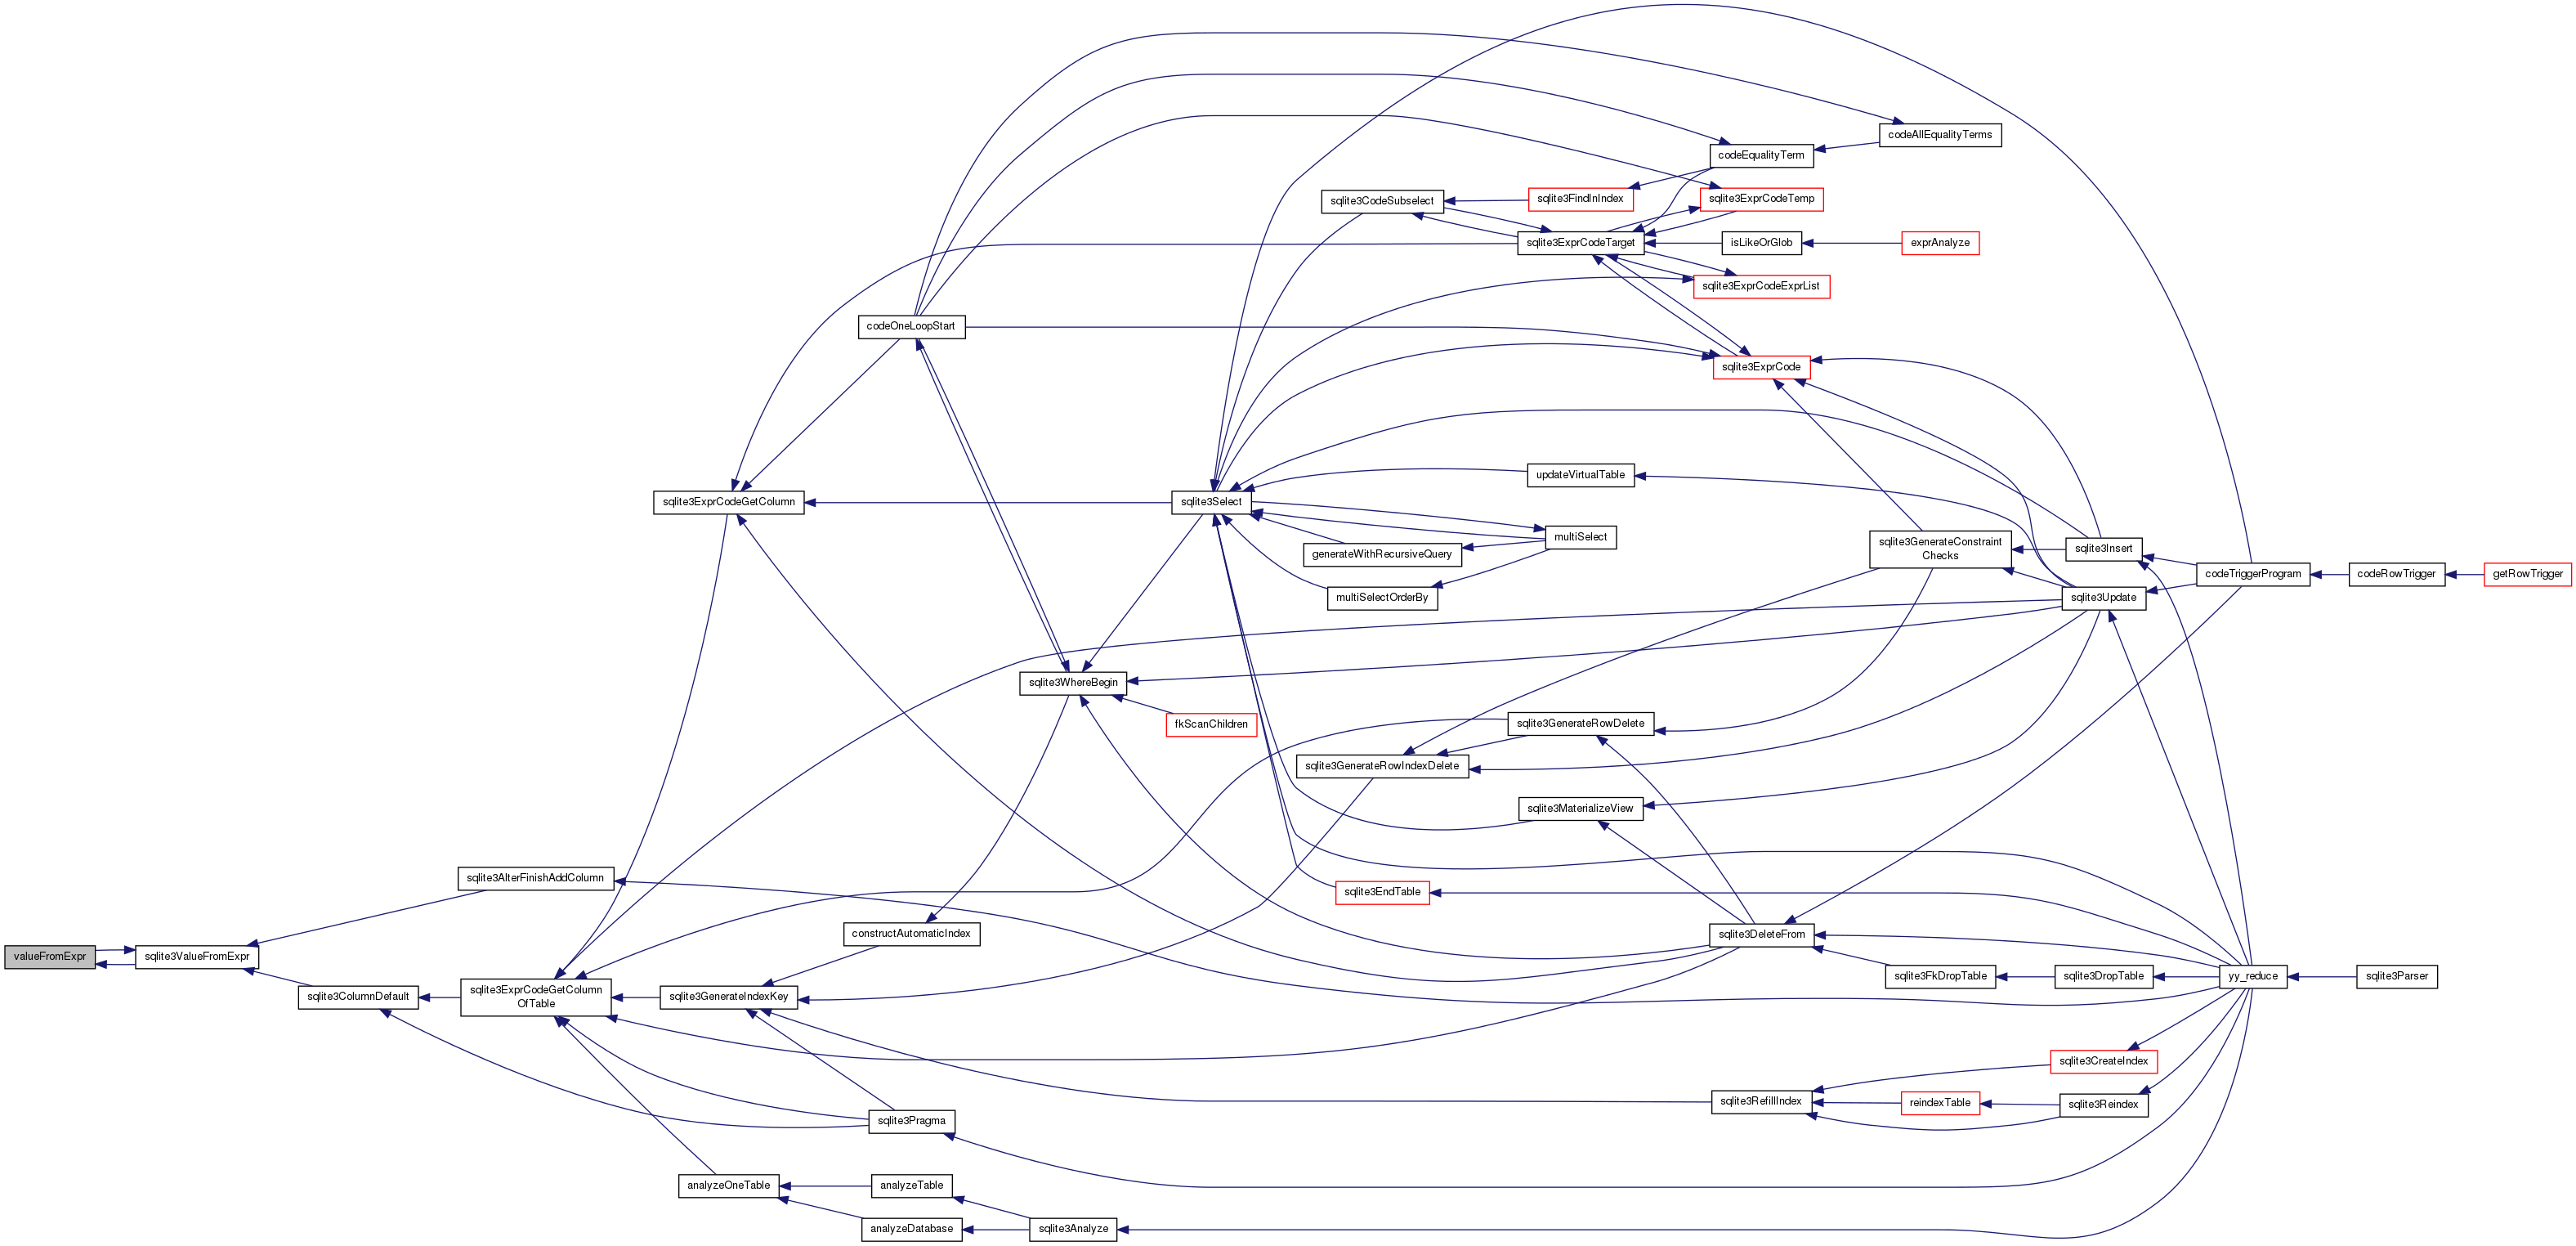 codeAllEqualityTerms
codeEqualityTerm
sqlite3CodeSubselect
sqlite3FindInIndex
sqlite3ExprCodeTemp
sqlite3ExprCodeTarget
isLikeOrGlob
exprAnalyze
sqlite3ExprCodeExprList
codeOneLoopStart
sqlite3ExprCode
updateVirtualTable
sqlite3ExprCodeGetColumn
sqlite3Select
multiSelect
generateWithRecursiveQuery
sqlite3GenerateConstraint
Checks
sqlite3Insert
codeTriggerProgram
codeRowTrigger
getRowTrigger
multiSelectOrderBy
sqlite3Update
sqlite3WhereBegin
fkScanChildren
sqlite3GenerateRowDelete
sqlite3GenerateRowIndexDelete
sqlite3MaterializeView
sqlite3AlterFinishAddColumn
sqlite3EndTable
constructAutomaticIndex
sqlite3DeleteFrom
valueFromExpr
sqlite3ValueFromExpr
sqlite3FkDropTable
sqlite3DropTable
yy_reduce
sqlite3Parser
sqlite3ColumnDefault
sqlite3ExprCodeGetColumn
OfTable
sqlite3GenerateIndexKey
sqlite3CreateIndex
sqlite3RefillIndex
reindexTable
sqlite3Reindex
sqlite3Pragma
analyzeOneTable
analyzeTable
analyzeDatabase
sqlite3Analyze